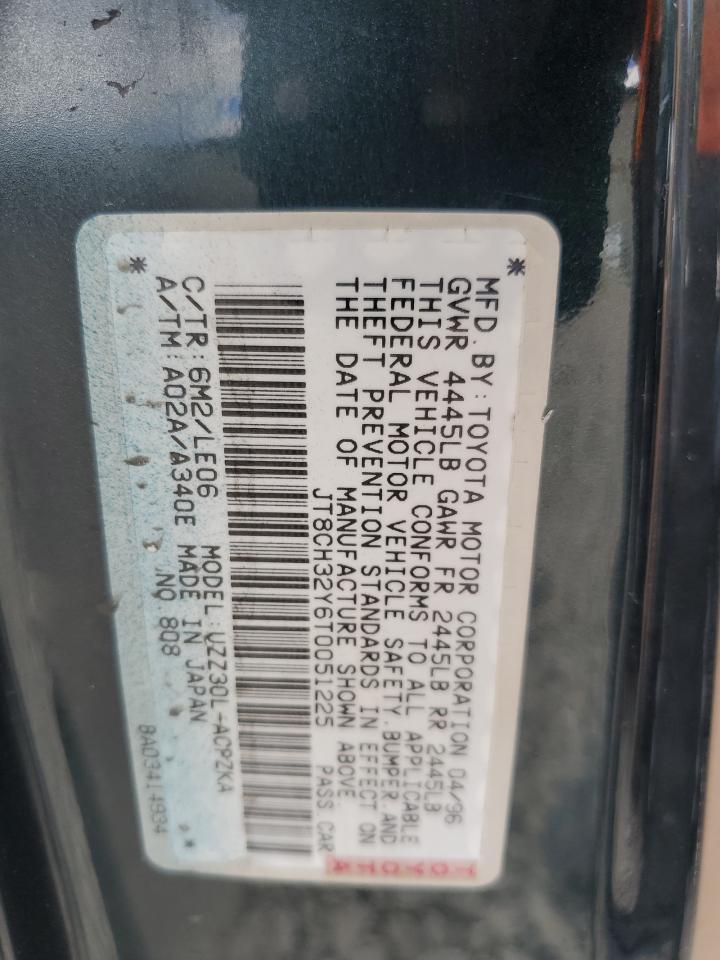 * MFD. BY: TOYOTA MOTOR CORPORATION 04/96
GVWR 4445LB GAWR FR 2445LB RR 2445LB
THIS VEHICLE CONFORMS TO ALL APPLICABLE
FEDERAL MOTOR VEHICLE SAFETY. BUMPER. AND
THEFT PREVENTION STANDARDS IN EFFECT ON
THE DATE OF MANUFACTURE SHOWN ABOVE.
JT8CH32Y6T0051225 PASS CAR
MODEL: UZZ30L-ACPZKA
C/TR: 6M2/LE06 MADE IN JAPAN
* A/TM: A02A/A340E NO. 808 *
BA03414934
TOYOTA